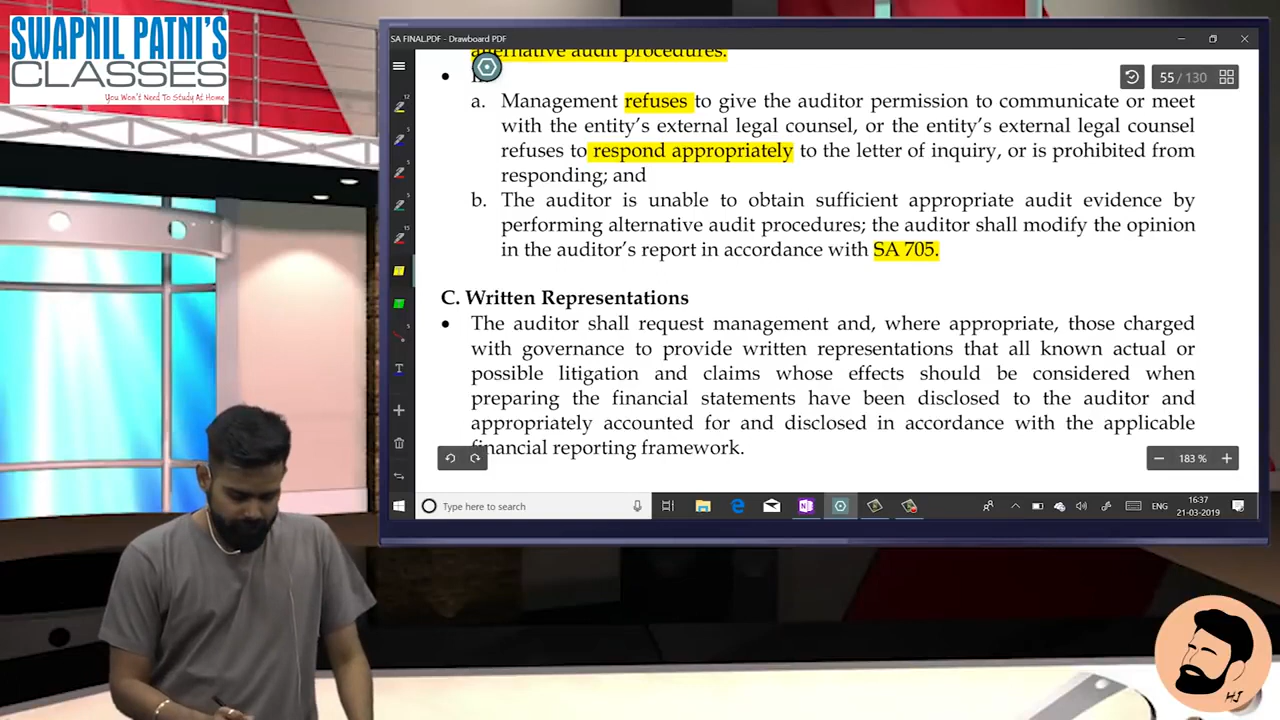 SWAPNIL PATNI'S
CLASSES
You Won't Need To Study At Home
SA FINAL.PDF - Drawboard PDF
alternative audit procedures.
55 / 130
a. Management refuses to give the auditor permission to communicate or meet
with the entity's external legal counsel, or the entity's external legal counsel
refuses to respond appropriately to the letter of inquiry, or is prohibited from
responding; and
b. The auditor is unable to obtain sufficient appropriate audit evidence by
performing alternative audit procedures; the auditor shall modify the opinion
in the auditor's report in accordance with SA 705.
C. Written Representations
• The auditor shall request management and, where appropriate, those charged
with governance to provide written representations that all known actual or
possible litigation and claims whose effects should be considered when
preparing the financial statements have been disclosed to the auditor and
appropriately accounted for and disclosed in accordance with the applicable
financial reporting framework.
183 %
Type here to search
ENG
16:37
21-03-2019
HJ